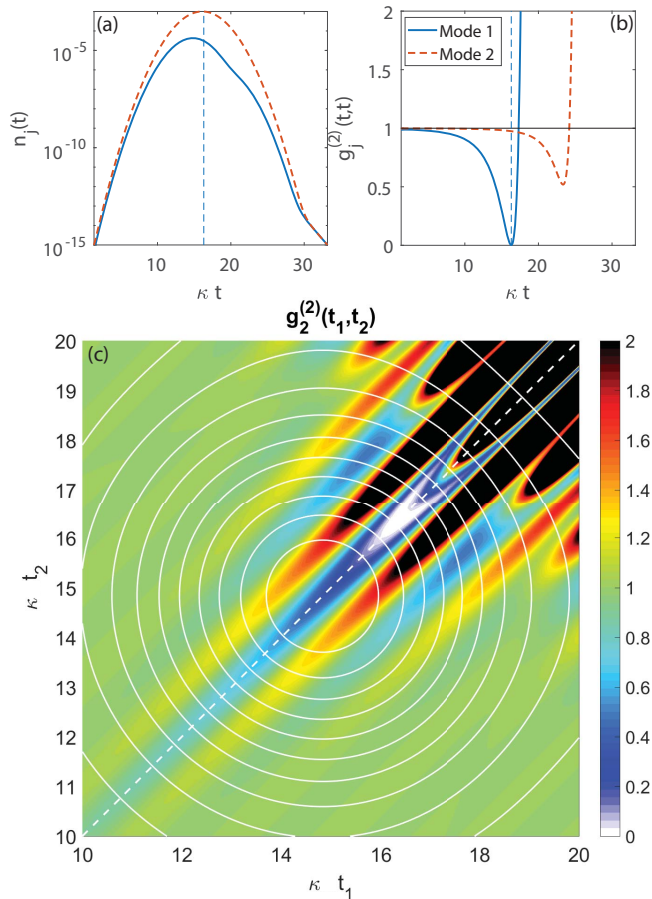 (a)
10^{-5}
10^{-10}
10^{-15}
n_j(t)
10 20 30
κ t
(b)
Mode 1
Mode 2
2
1.5
1
0.5
0
g_j^{(2)}(t,t)
10 20 30
κ t
g_2^{(2)}(t_1,t_2)
(c)
20
19
18
17
16
15
14
13
12
11
10
κ t_2
10 12 14 16 18 20
κ t_1
2
1.8
1.6
1.4
1.2
1
0.8
0.6
0.4
0.2
0